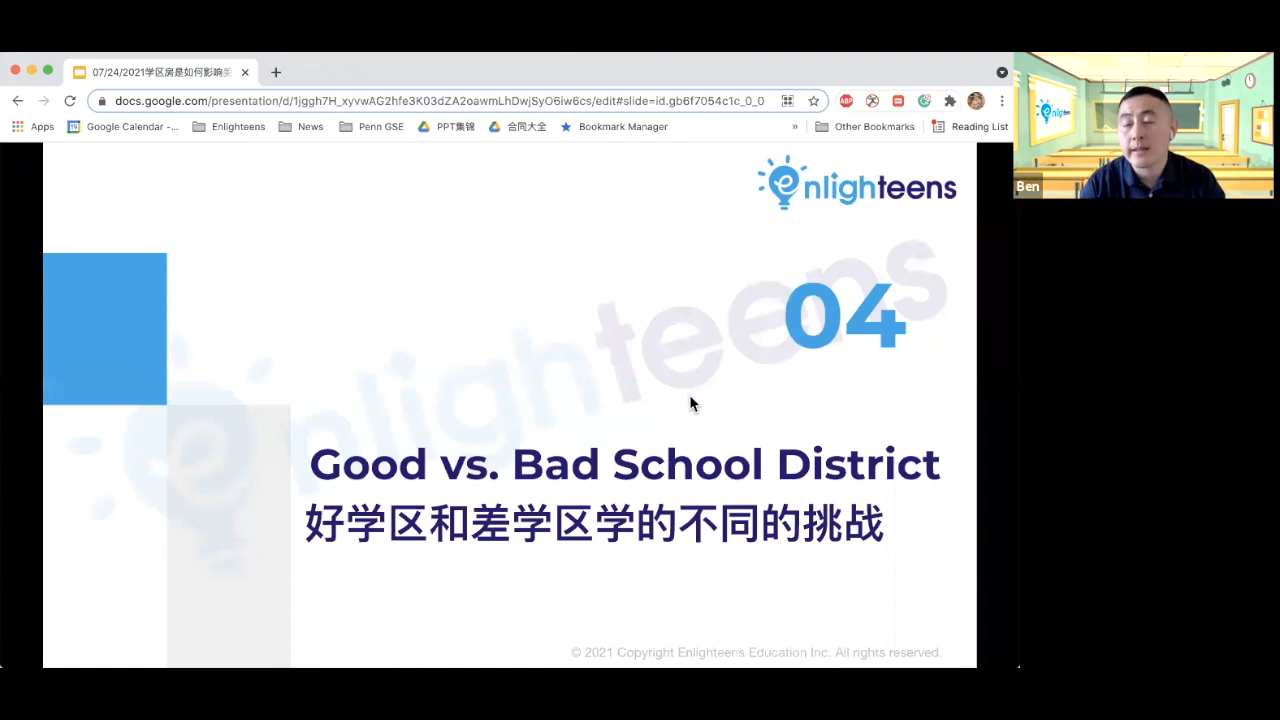 07/24/2021学区房是如何影响美
docs.google.com/presentation/d/1jggh7H_xyvwAG2hfe3K03dZA2oawmLhDwjSyO6iw6cs/edit#slide=id.gb6f7054c1c_0_0
ABP
Apps
Google Calendar -...
Enlighteens
News
Penn GSE
PPT集锦
合同大全
Bookmark Manager
»
Other Bookmarks
Reading List
Ben
enlighteens
04
enlighteens
Good vs. Bad School District
好学区和差学区学的不同的挑战
© 2021 Copyright Enlighteens Education Inc. All rights reserved.